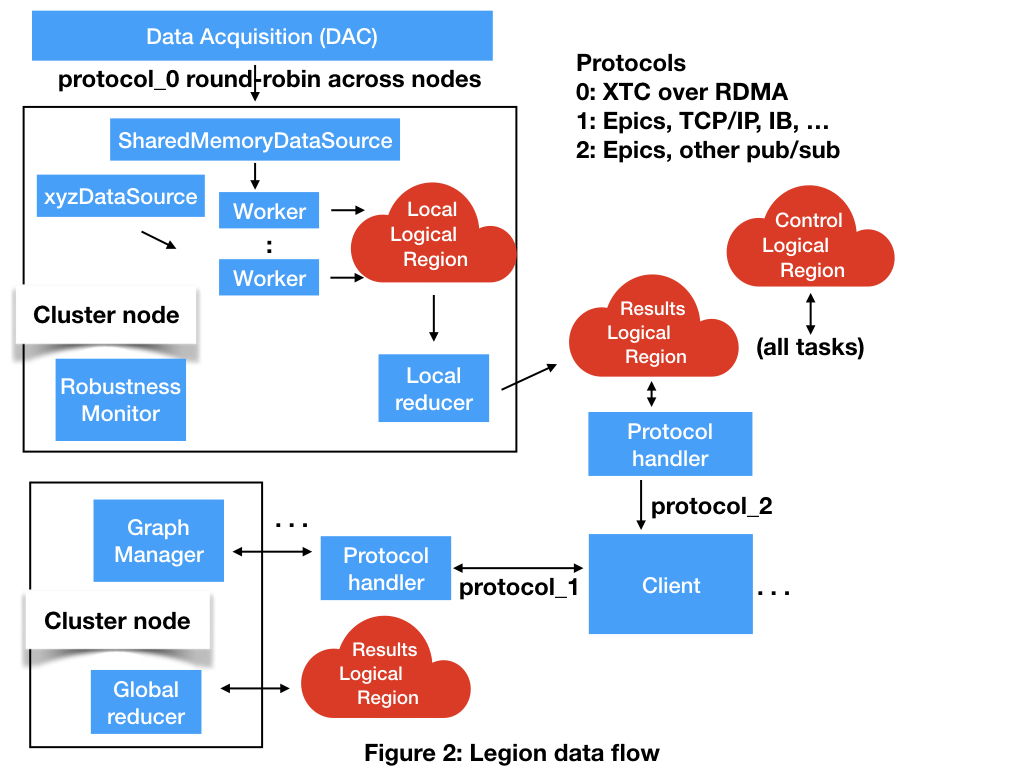 Data Acquisition (DAC)
protocol_0 round-robin across nodes
Protocols
0: XTC over RDMA
1: Epics, TCP/IP, IB, …
2: Epics, other pub/sub
SharedMemoryDataSource
xyzDataSource
Worker
:
Worker
Local
Logical
Region
Control
Logical
Region
(all tasks)
Cluster node
Robustness
Monitor
Local
reducer
Results
Logical
Region
Protocol
handler
protocol_2
Graph
Manager
. . .
Protocol
handler
protocol_1
Client
. . .
Cluster node
Global
reducer
Results
Logical
Region
Figure 2: Legion data flow